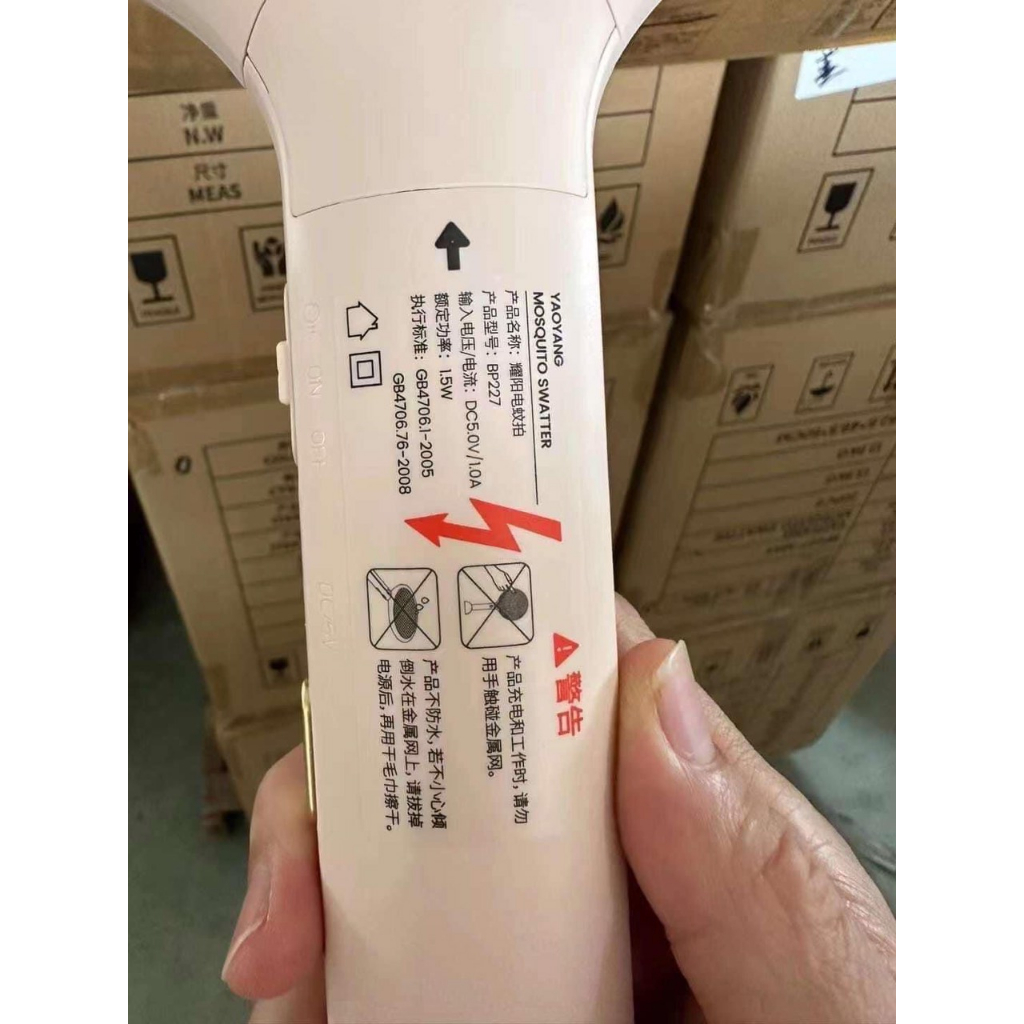 YAOYANG
MOSQUITO SWATTER
产品名称：耀阳电蚊拍
产品型号：BP227
输入电压/电流：DC5.0V/1.0A
额定功率：1.5W
执行标准：GB4706.1-2005
GB4706.76-2008
警告
产品充电和工作时，请勿
用手触碰金属网。
产品不防水，若不小心倾
倒水在金属网上，请拔掉
电源后，再用干毛巾擦干。
ON
OFF
净重
N.W
尺寸
MEAS